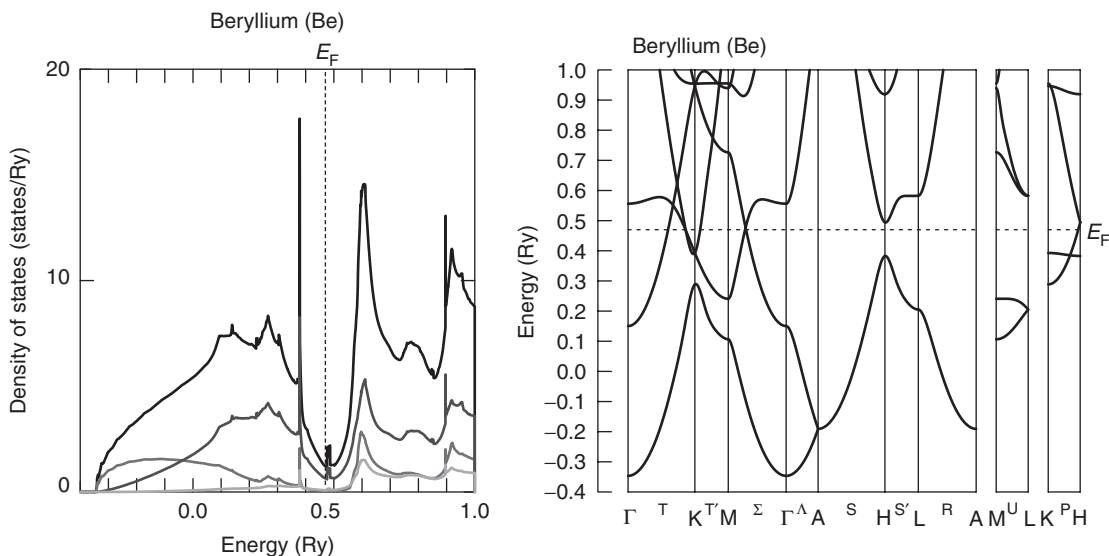 Beryllium (Be)
E_F
20
10
0
Density of states (states/Ry)
0.0 0.5 1.0
Energy (Ry)
Beryllium (Be)
1.0
0.9
0.8
0.7
0.6
0.5
0.4
0.3
0.2
0.1
0.0
−0.1
−0.2
−0.3
−0.4
Energy (Ry)
E_F
Γ T K T′ M Σ Γ Λ A S H S′ L R A M U L K P H